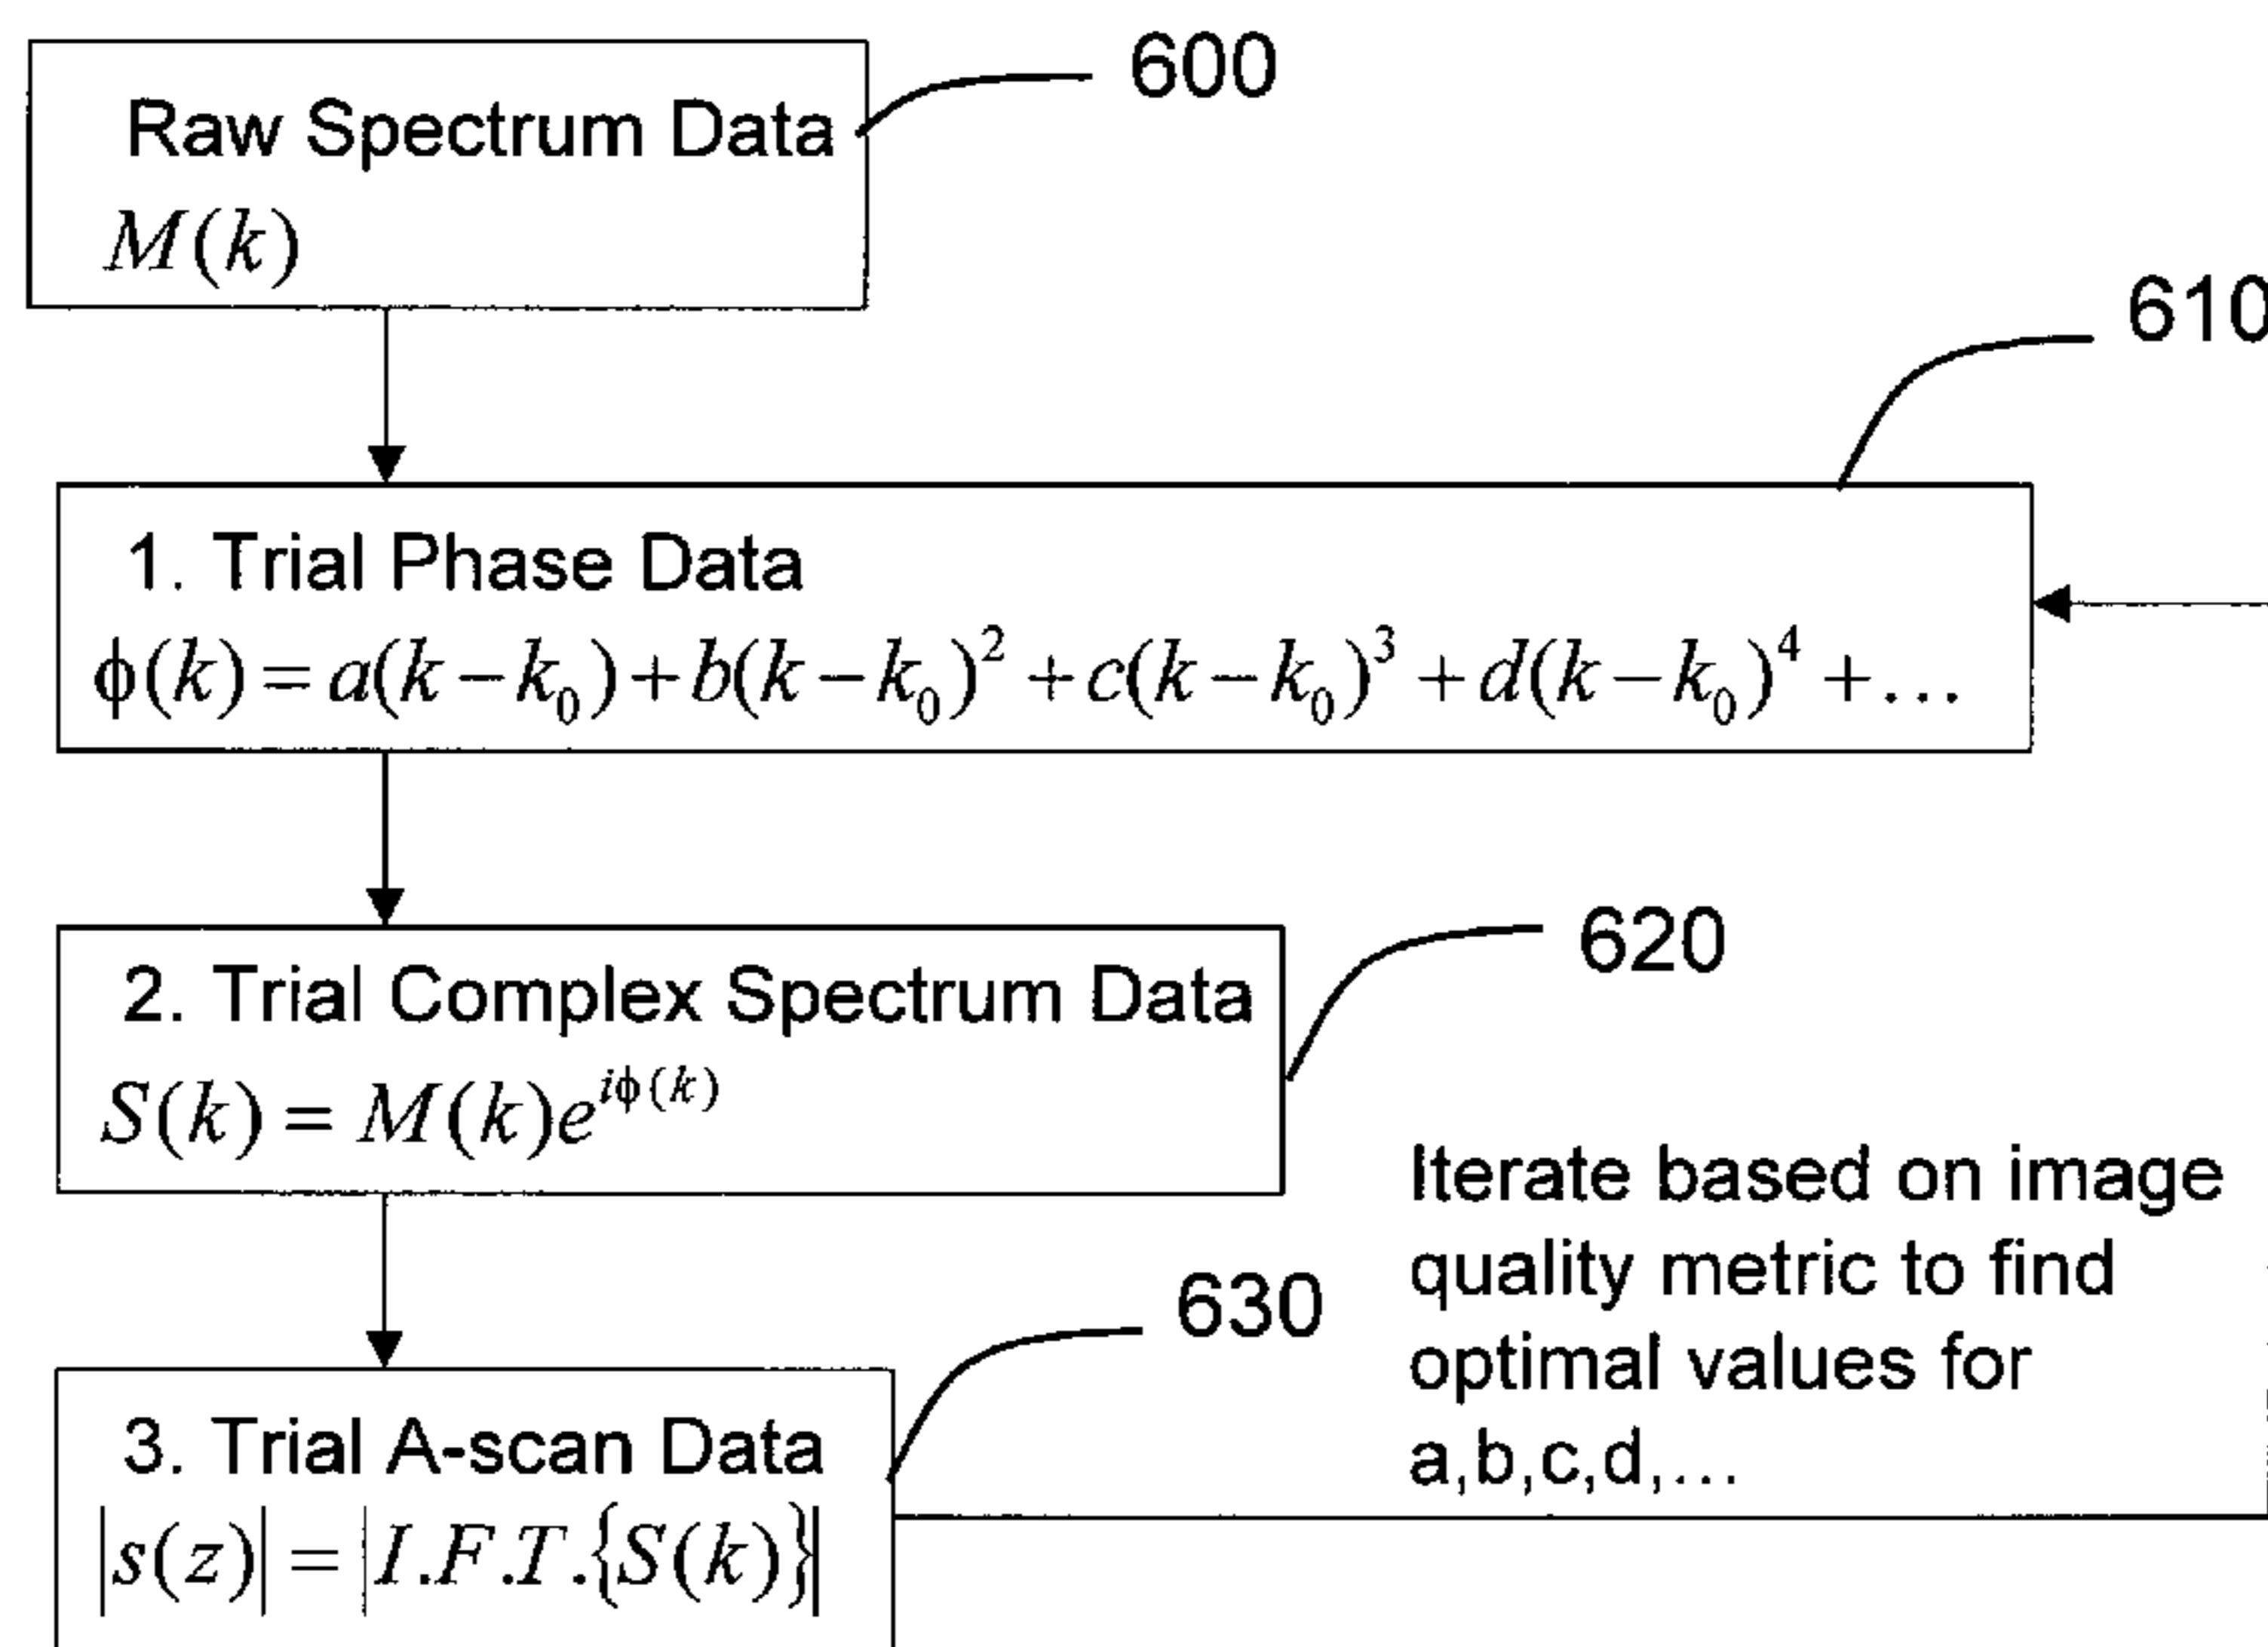 600
Raw Spectrum Data
M(k)
610
1. Trial Phase Data
ϕ(k) = a(k − k₀) + b(k − k₀)² + c(k − k₀)³ + d(k − k₀)⁴ + ...
620
2. Trial Complex Spectrum Data
S(k) = M(k)e^{iϕ(k)}
Iterate based on image
quality metric to find
optimal values for
a,b,c,d,...
630
3. Trial A-scan Data
|s(z)| = |I.F.T.{S(k)}|